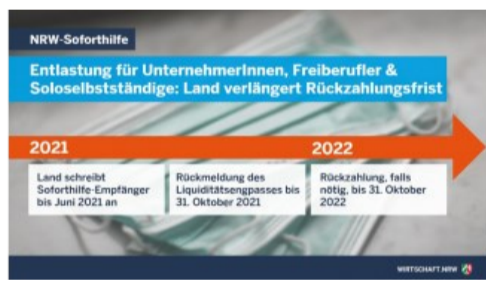 NRW-Soforthilfe
Entlastung für UnternehmerInnen, Freiberufler &
Soloselbstständige: Land verlängert Rückzahlungsfrist
2021
2022
Land schreibt
Soforthilfe-Empfänger
bis Juni 2021 an
Rückmeldung des
Liquiditätsengpasses bis
31. Oktober 2021
Rückzahlung, falls
nötig, bis 31. Oktober
2022
WIRTSCHAFT.NRW